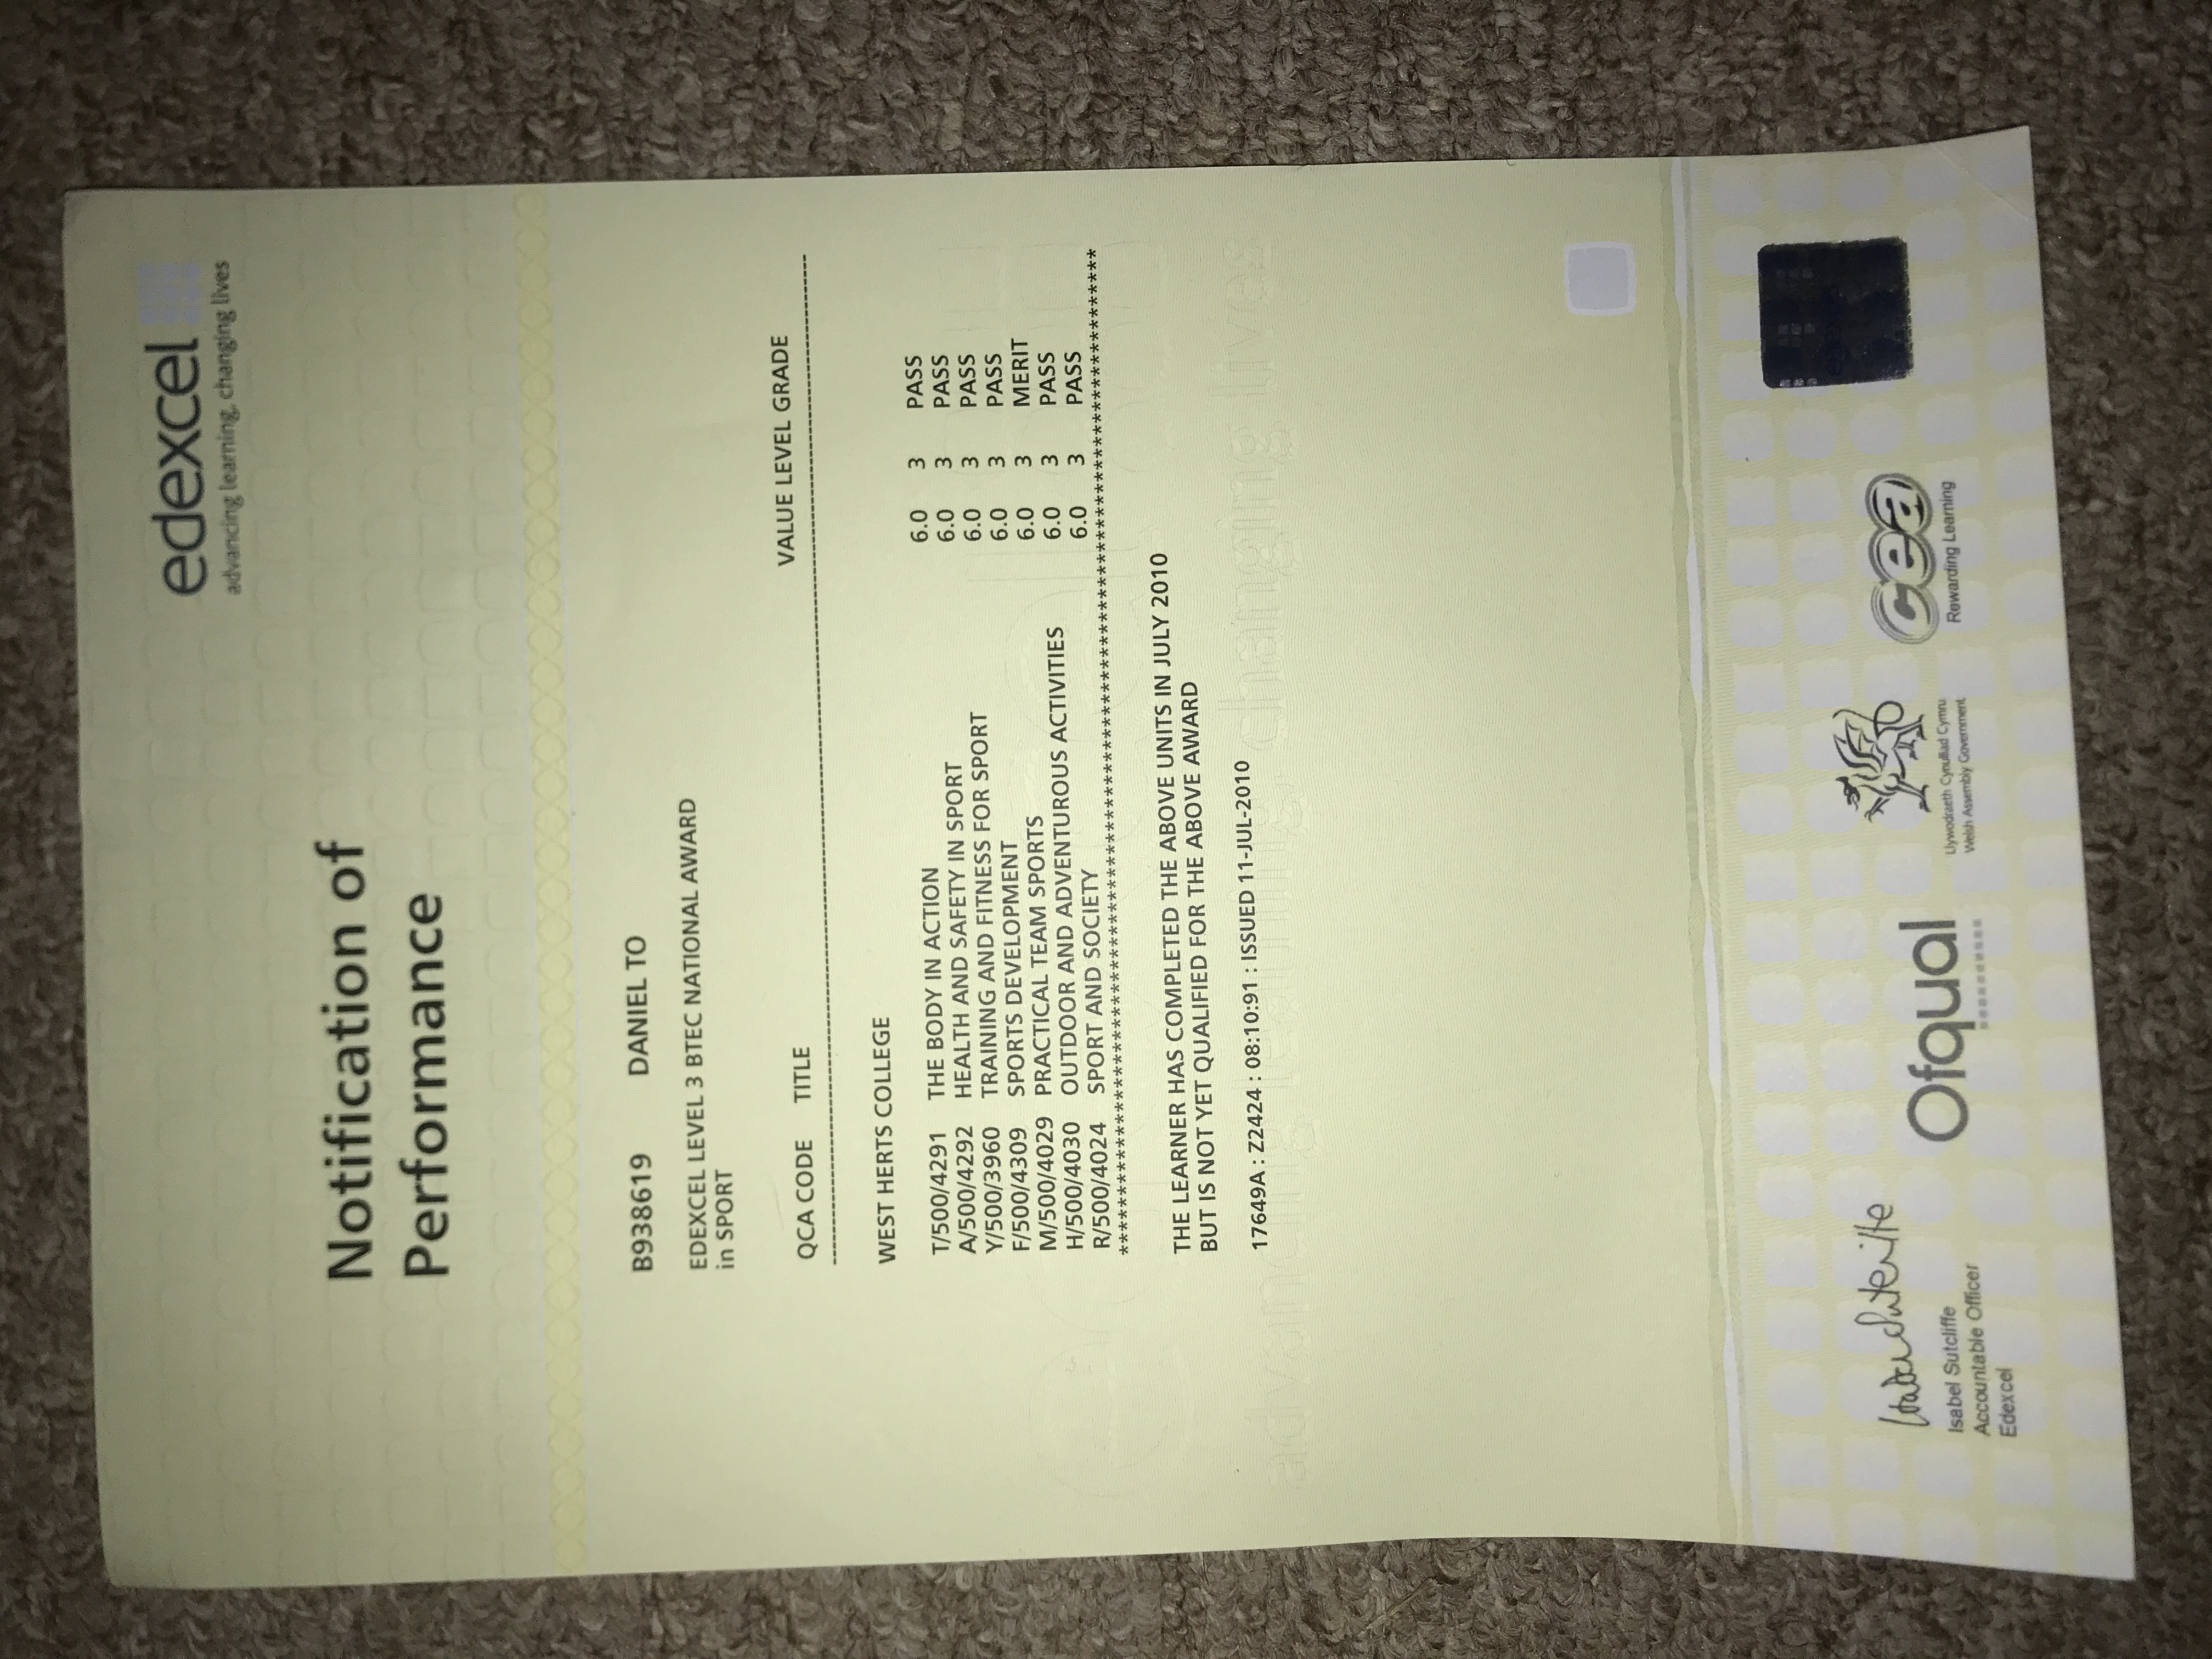 edexcel
advancing learning, changing lives
Notification of
Performance
B938619 DANIEL TO
EDEXCEL LEVEL 3 BTEC NATIONAL AWARD
in SPORT
QCA CODE TITLE VALUE LEVEL GRADE
--------------------------------------------------------------------------------
WEST HERTS COLLEGE
T/500/4291 THE BODY IN ACTION 6.0 3 PASS
A/500/4292 HEALTH AND SAFETY IN SPORT 6.0 3 PASS
Y/500/3960 TRAINING AND FITNESS FOR SPORT 6.0 3 PASS
F/500/4309 SPORTS DEVELOPMENT 6.0 3 PASS
M/500/4029 PRACTICAL TEAM SPORTS 6.0 3 MERIT
H/500/4030 OUTDOOR AND ADVENTUROUS ACTIVITIES 6.0 3 PASS
R/500/4024 SPORT AND SOCIETY 6.0 3 PASS
********************************************************************************
THE LEARNER HAS COMPLETED THE ABOVE UNITS IN JULY 2010
BUT IS NOT YET QUALIFIED FOR THE ABOVE AWARD
17649A : Z2424 : 08:10:91 : ISSUED 11-JUL-2010
advancing learning, changing lives
Isabel Sutcliffe
Accountable Officer
Edexcel
Ofqual
Llywodraeth Cynulliad Cymru
Welsh Assembly Government
cea
Rewarding Learning